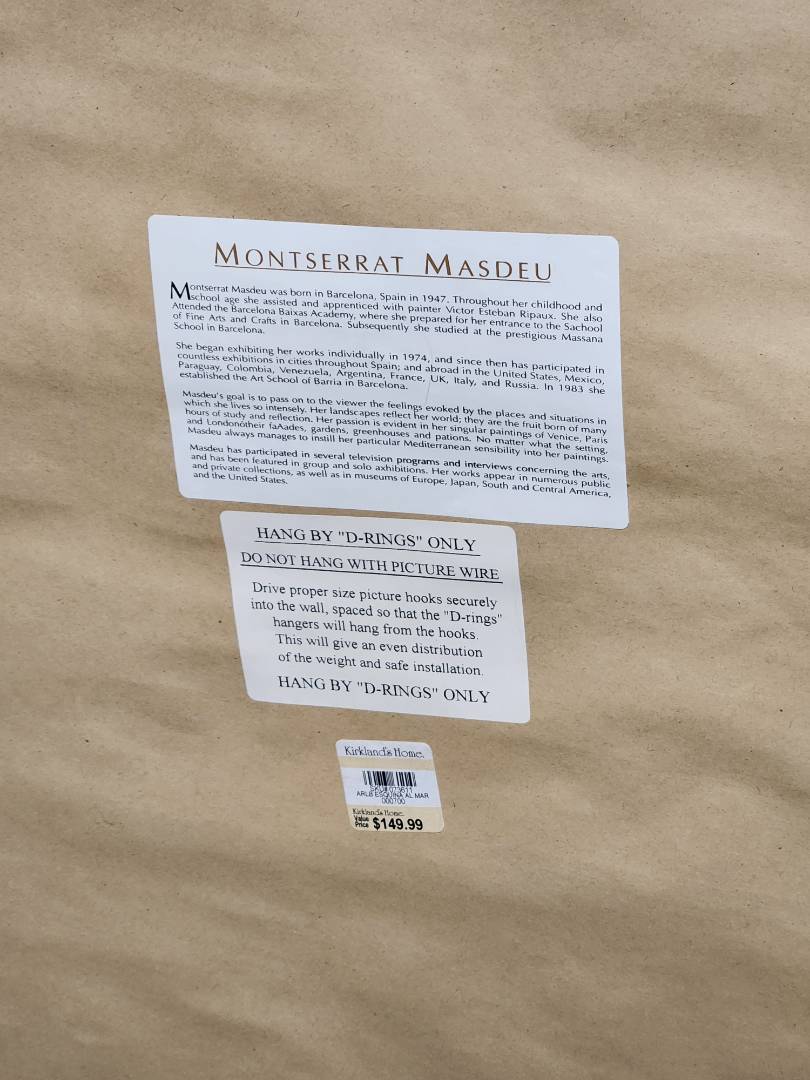 MONTSERRAT MASDEU
Montserrat Masdeu was born in Barcelona, Spain in 1947. Throughout her childhood and
school age she assisted and apprenticed with painter Victor Esteban Ripaux. She also
Attended the Barcelona Baixas Academy, where she prepared for her entrance to the Sachool
of Fine Arts and Crafts in Barcelona. Subsequently she studied at the prestigious Massana
School in Barcelona.
She began exhibiting her works individually in 1974, and since then has participated in
countless exhibitions in cities throughout Spain; and abroad in the United States, Mexico,
Paraguay, Colombia, Venezuela, Argentina, France, UK, Italy, and Russia. In 1983 she
established the Art School of Barria in Barcelona.
Masdeu's goal is to pass on to the viewer the feelings evoked by the places and situations in
which she lives so intensely. Her landscapes reflect her world; they are the fruit born of many
hours of study and reflection. Her passion is evident in her singular paintings of Venice, Paris
and Londonótheir faAades, gardens, greenhouses and pations. No matter what the setting,
Masdeu always manages to instill her particular Mediterranean sensibility into her paintings.
Masdeu has participated in several television programs and interviews concerning the arts,
and has been featured in group and solo axhibitions. Her works appear in numerous public
and private collections, as well as in museums of Europe, Japan, South and Central America,
and the United States.
HANG BY "D-RINGS" ONLY
DO NOT HANG WITH PICTURE WIRE
Drive proper size picture hooks securely
into the wall, spaced so that the "D-rings"
hangers will hang from the hooks.
This will give an even distribution
of the weight and safe installation.
HANG BY "D-RINGS" ONLY
Kirkland's Home.
SKU# 073611
ARLB ESQUINA AL MAR
000700
Kirkland's Home.
Value
Price $149.99